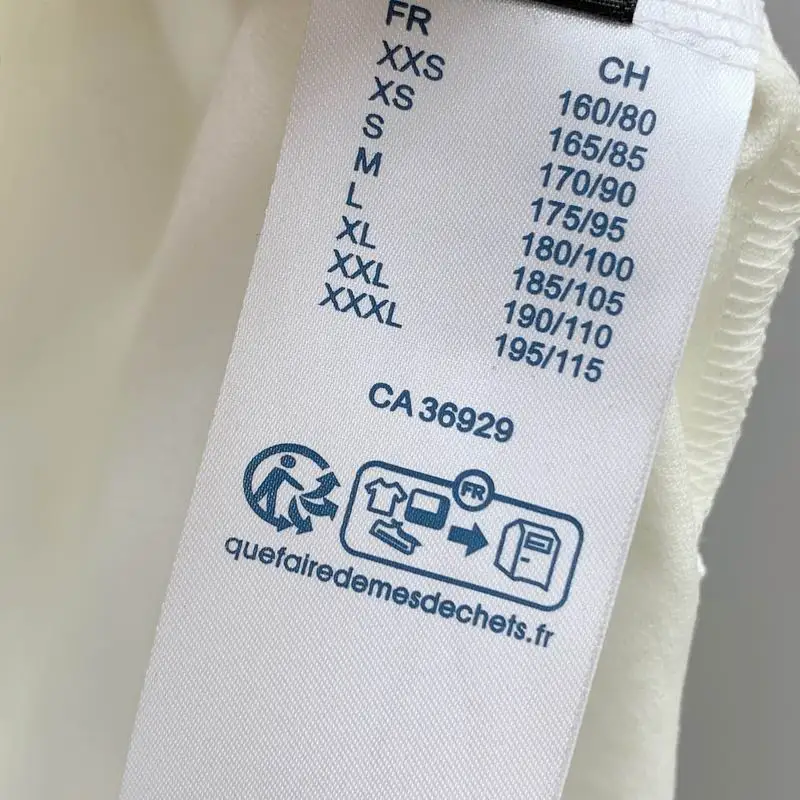 FR CH
XXS 160/80
XS 165/85
S 170/90
M 175/95
L 180/100
XL 185/105
XXL 190/110
XXXL 195/115
CA 36929
FR
quefairedemesdechets.fr